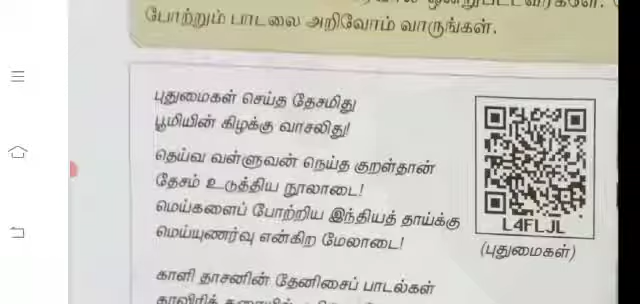 போற்றும் பாடலை அறிவோம் வாருங்கள்.
புதுமைகள் செய்த தேசமிது
பூமியின் கிழக்கு வாசலிது!
தெய்வ வள்ளுவன் நெய்த குறள்தான்
தேசம் உடுத்திய நூலாடை!
மெய்களைப் போற்றிய இந்தியத் தாய்க்கு
மெய்யுணர்வு என்கிற மேலாடை!
காளி தாசனின் தேனிசைப் பாடல்கள்
L4FLJL
(புதுமைகள்)